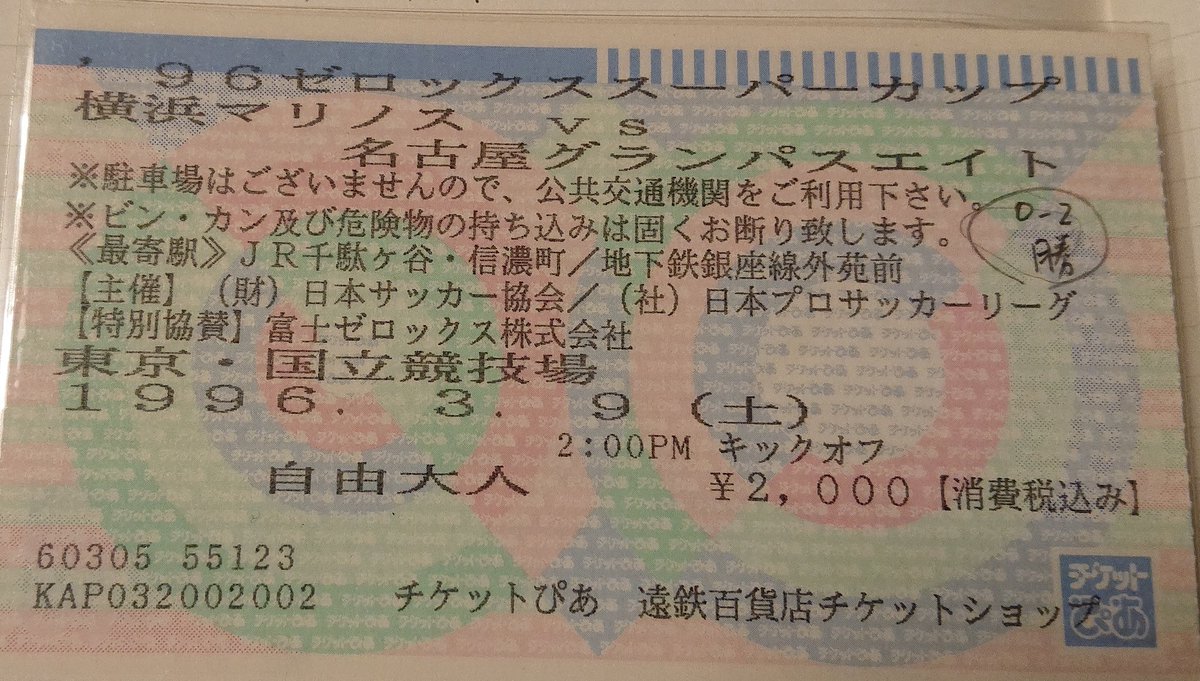 '９６ゼロックススーパーカップ
横浜マリノス　ｖｓ
名古屋グランパスエイト
※駐車場はございませんので、公共交通機関をご利用下さい。
※ビン・カン及び危険物の持ち込みは固くお断り致します。
0-2
勝
《最寄駅》ＪＲ千駄ヶ谷・信濃町／地下鉄銀座線外苑前
【主催】（財）日本サッカー協会／（社）日本プロサッカーリーグ
【特別協賛】富士ゼロックス株式会社
東京・国立競技場
１９９６．　３．　９（土）
2:00PM キックオフ
自由大人　￥２，０００【消費税込み】
60305 55123
KAP032002002　チケットぴあ　遠鉄百貨店チケットショップ
チケット
ぴあ